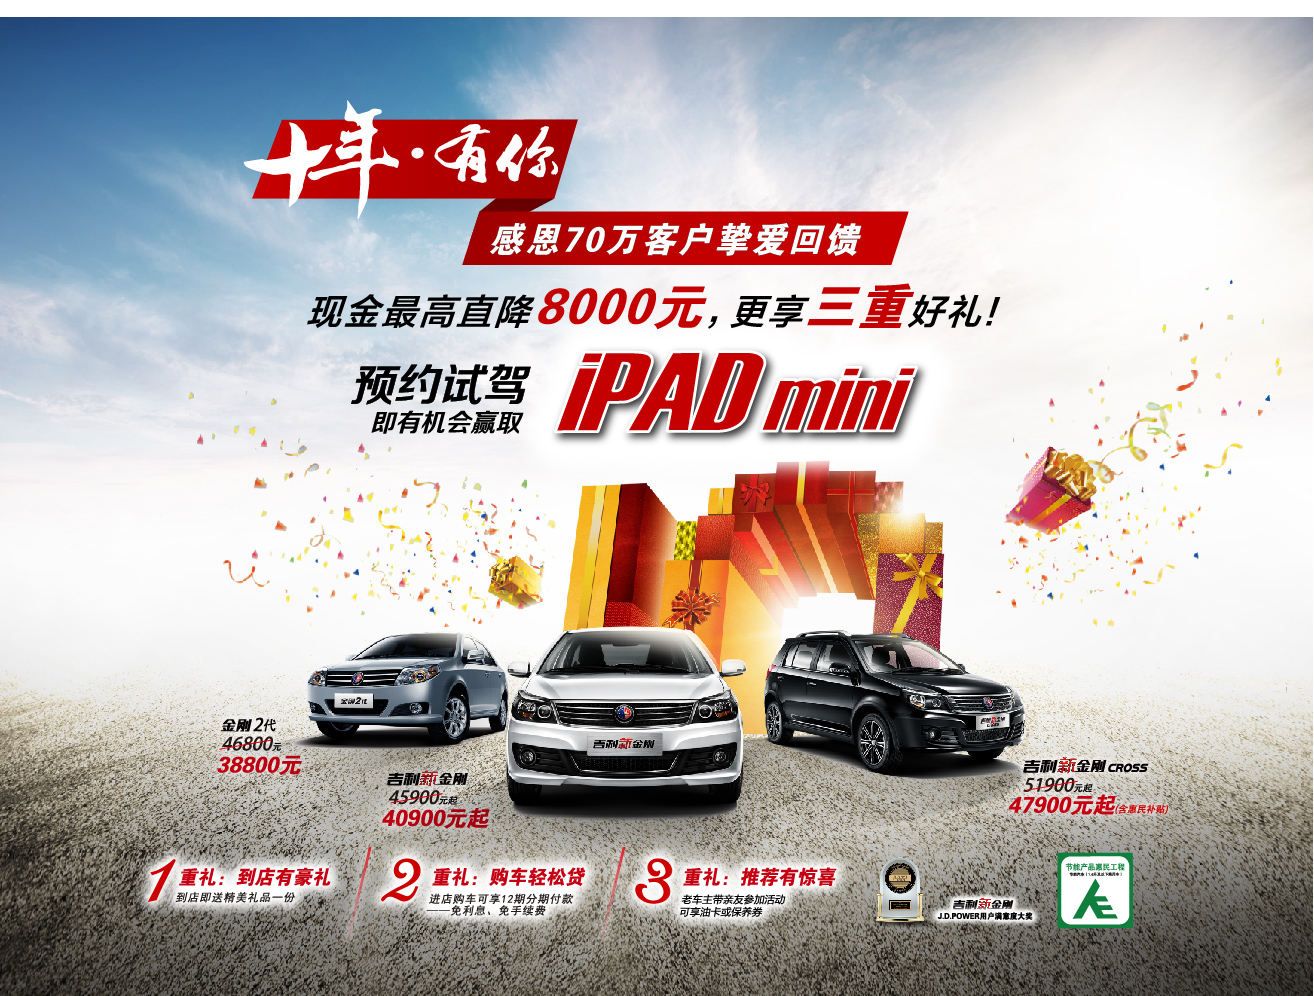 十年·有你
感恩70万客户挚爱回馈
现金最高直降8000元，更享三重好礼！
预约试驾
即有机会赢取
iPAD mini
金刚2代
吉利新金刚
金刚2代
46800元
38800元
吉利新金刚
45900元起
40900元起
吉利新金刚CROSS
51900元起
47900元起(含惠民补贴)
1重礼：到店有豪礼
到店即送精美礼品一份
2重礼：购车轻松贷
进店购车可享12期分期付款
——免利息、免手续费
3重礼：推荐有惊喜
老车主带亲友参加活动
可享油卡或保养券
吉利新金刚
J.D.POWER用户满意度大奖
节能产品惠民工程